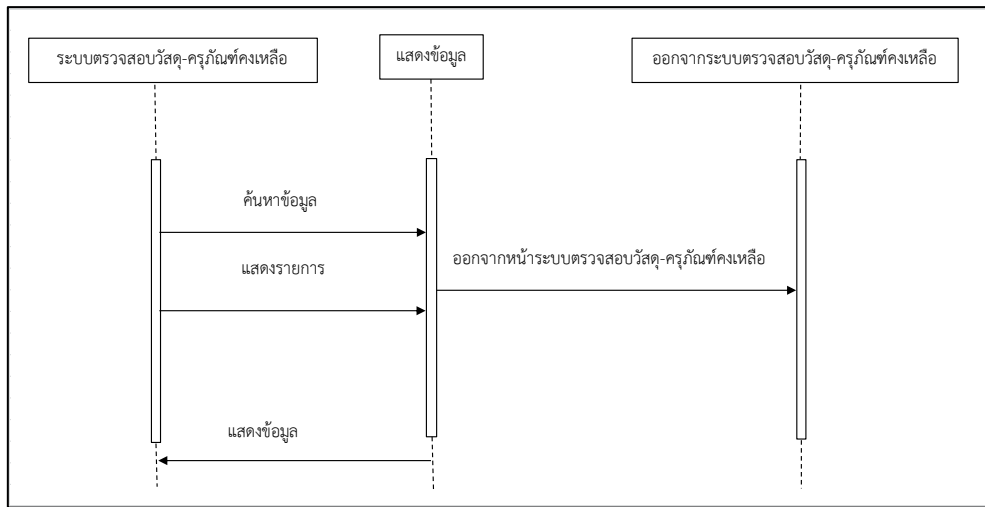 ระบบตรวจสอบวัสดุ-ครุภัณฑ์คงเหลือ
แสดงข้อมูล
ออกจากระบบตรวจสอบวัสดุ-ครุภัณฑ์คงเหลือ
ค้นหาข้อมูล
ออกจากหน้าระบบตรวจสอบวัสดุ-ครุภัณฑ์คงเหลือ
แสดงรายการ
แสดงข้อมูล